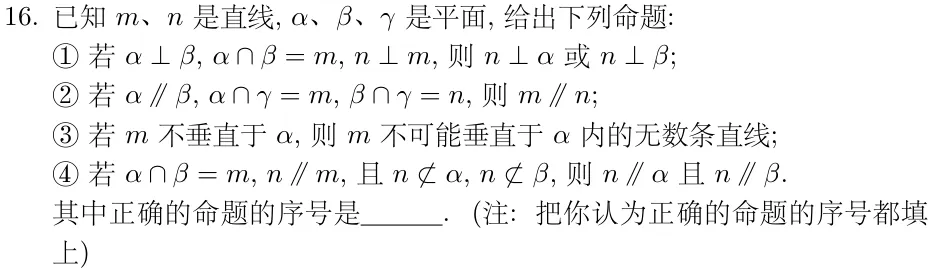 16. 已知 m、n 是直线, α、β、γ 是平面, 给出下列命题:
① 若 α ⊥ β, α ∩ β = m, n ⊥ m, 则 n ⊥ α 或 n ⊥ β;
② 若 α ∥ β, α ∩ γ = m, β ∩ γ = n, 则 m ∥ n;
③ 若 m 不垂直于 α, 则 m 不可能垂直于 α 内的无数条直线;
④ 若 α ∩ β = m, n ∥ m, 且 n ⊄ α, n ⊄ β, 则 n ∥ α 且 n ∥ β.
其中正确的命题的序号是______. (注: 把你认为正确的命题的序号都填
上)